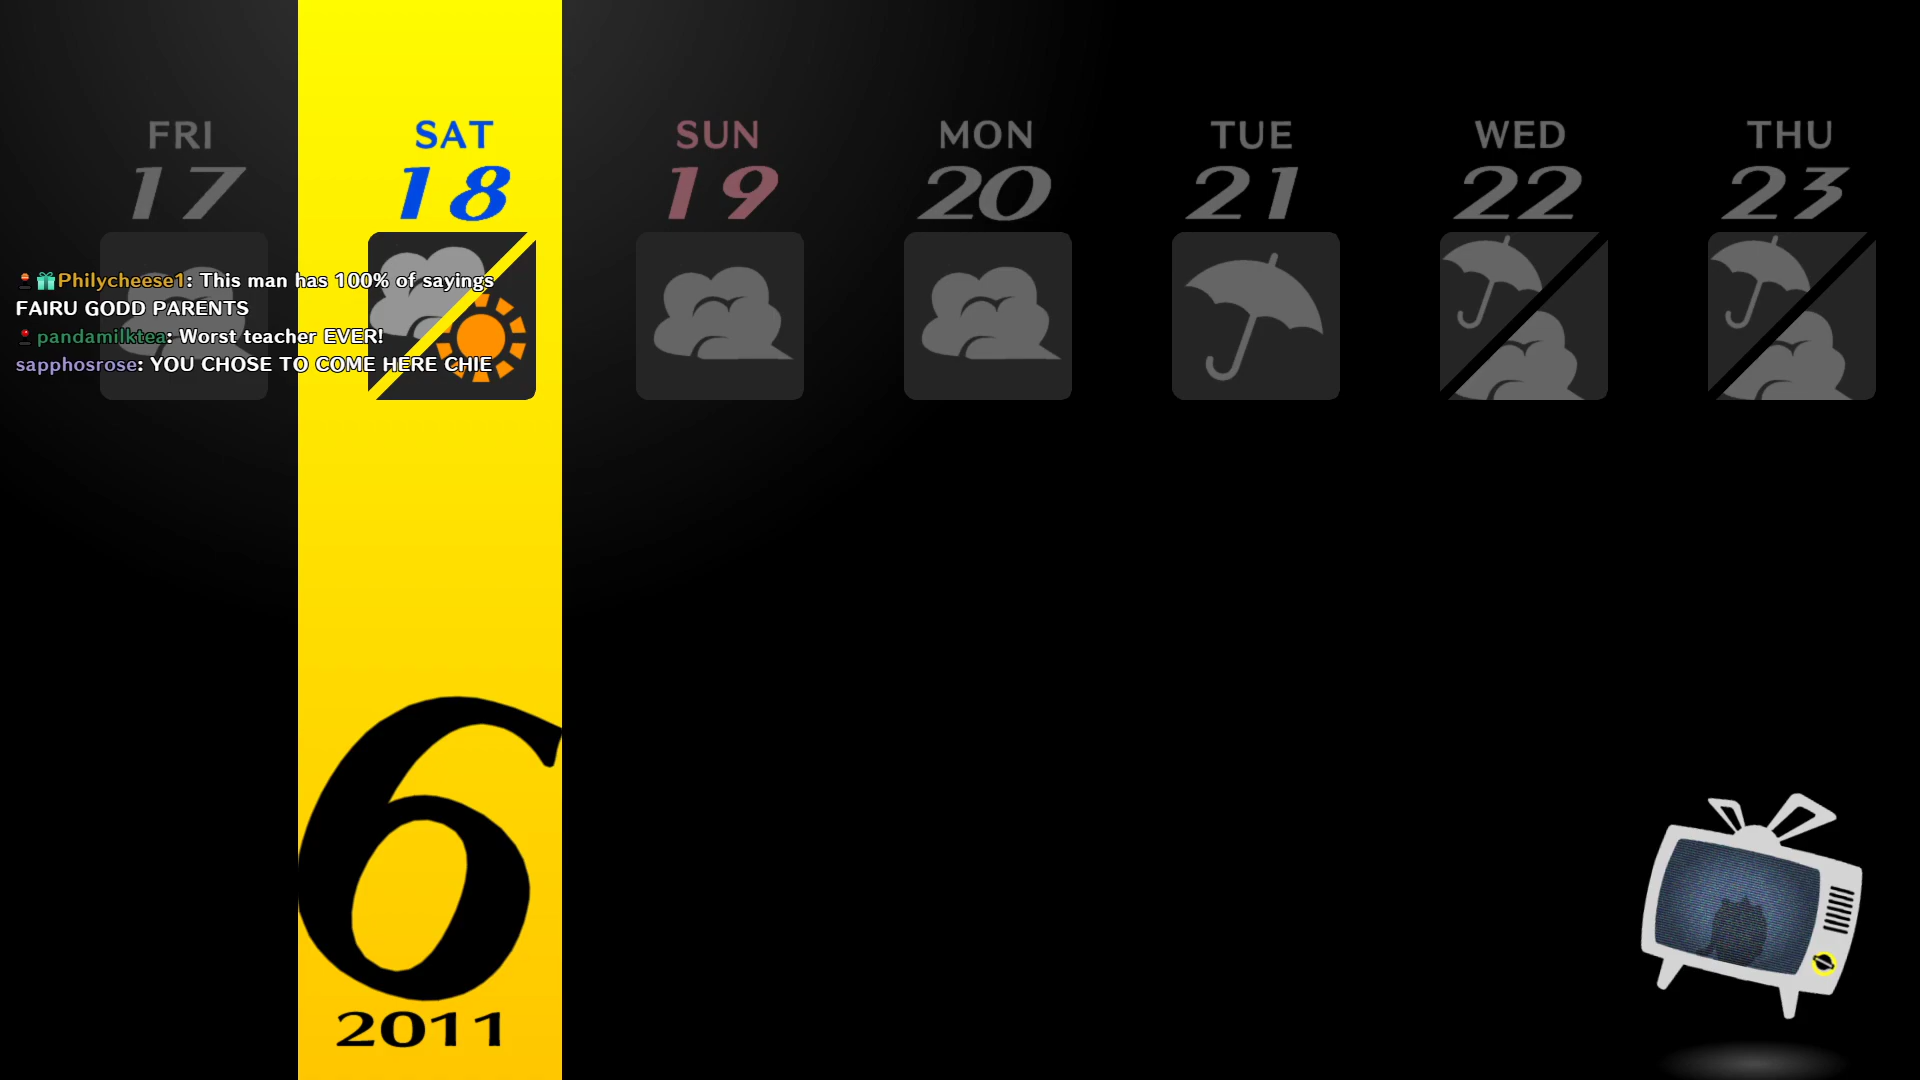 FRI SAT SUN MON TUE WED THU
17 18 19 20 21 22 23
Philycheese1: This man has 100% of sayings
FAIRU GODD PARENTS
pandamilktea: Worst teacher EVER!
sapphosrose: YOU CHOSE TO COME HERE CHIE
6
2011